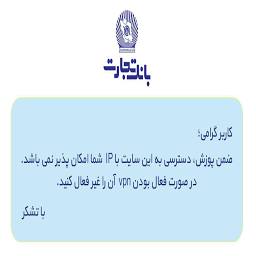 بانک تجارت
کاربر گرامی؛
ضمن پوزش، دسترسی به این سایت با IP شما امکان پذیر نمی باشد.
در صورت فعال بودن vpn آن را غیر فعال کنید.
با تشکر